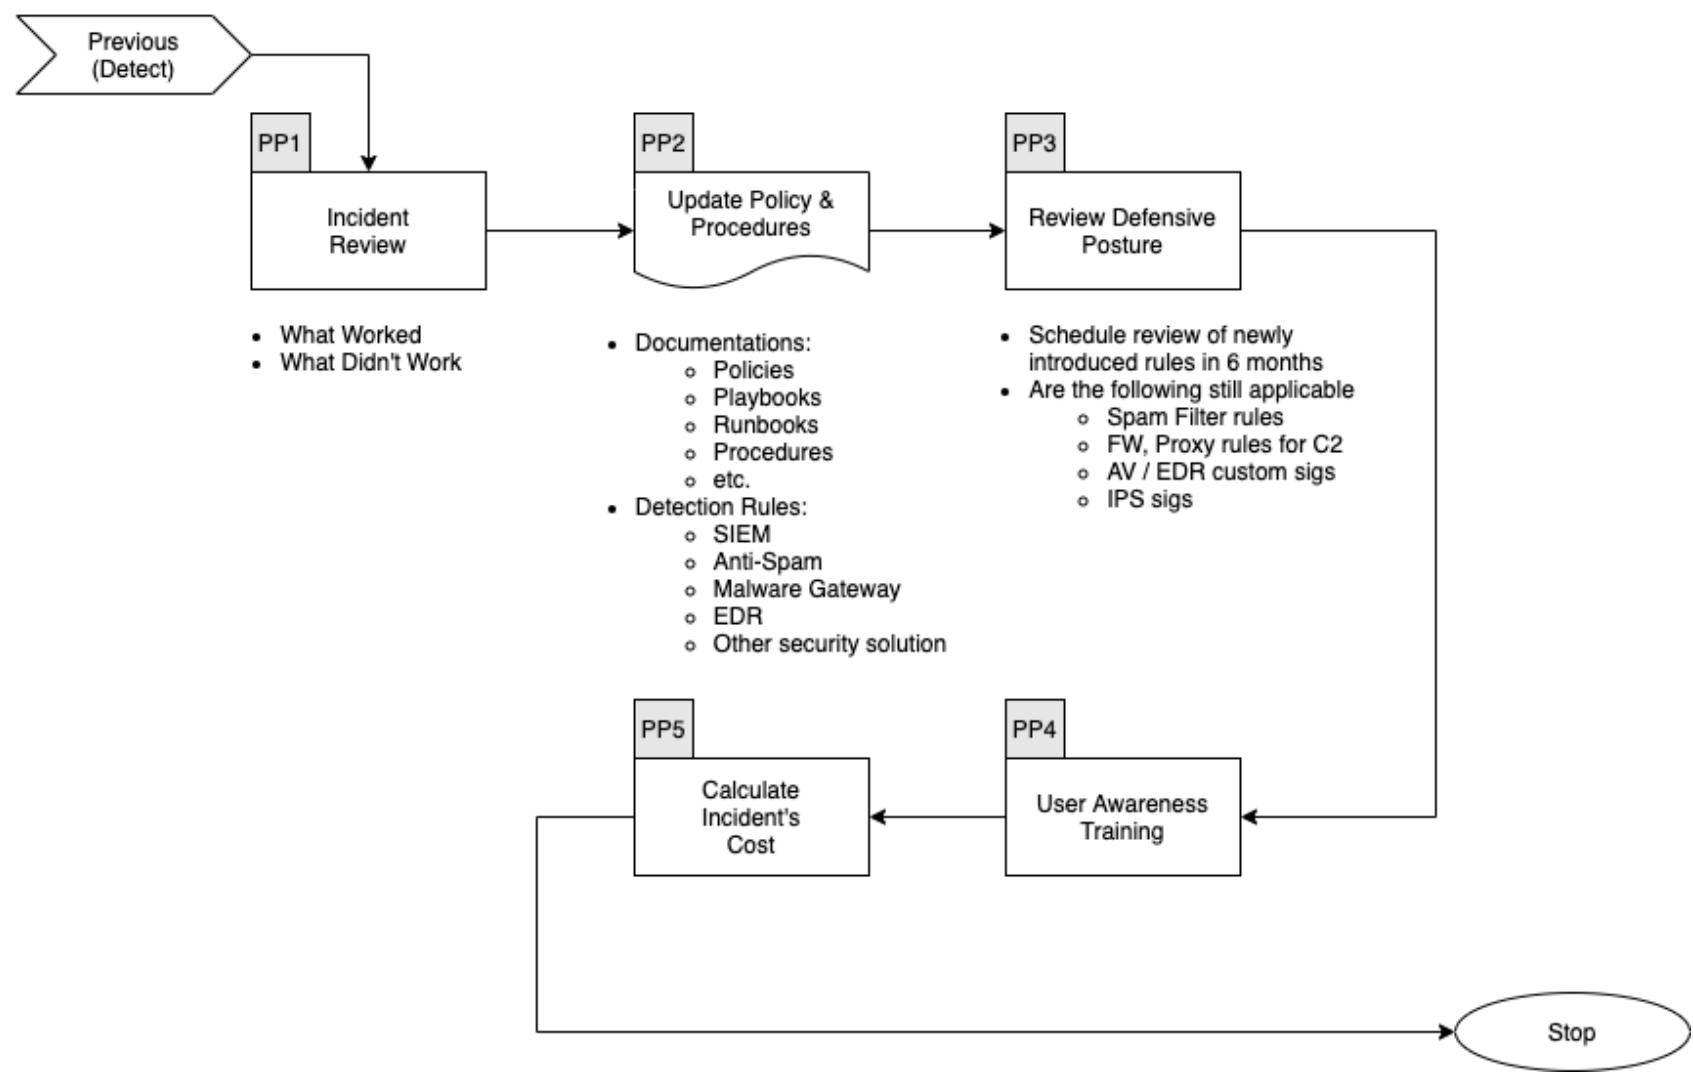 Previous
(Detect)
PP1
Incident
Review
• What Worked
• What Didn't Work
PP2
Update Policy &
Procedures
• Documentations:
○ Policies
○ Playbooks
○ Runbooks
○ Procedures
○ etc.
• Detection Rules:
○ SIEM
○ Anti-Spam
○ Malware Gateway
○ EDR
○ Other security solution
PP3
Review Defensive
Posture
• Schedule review of newly
introduced rules in 6 months
• Are the following still applicable
○ Spam Filter rules
○ FW, Proxy rules for C2
○ AV / EDR custom sigs
○ IPS sigs
PP4
User Awareness
Training
PP5
Calculate
Incident's
Cost
Stop